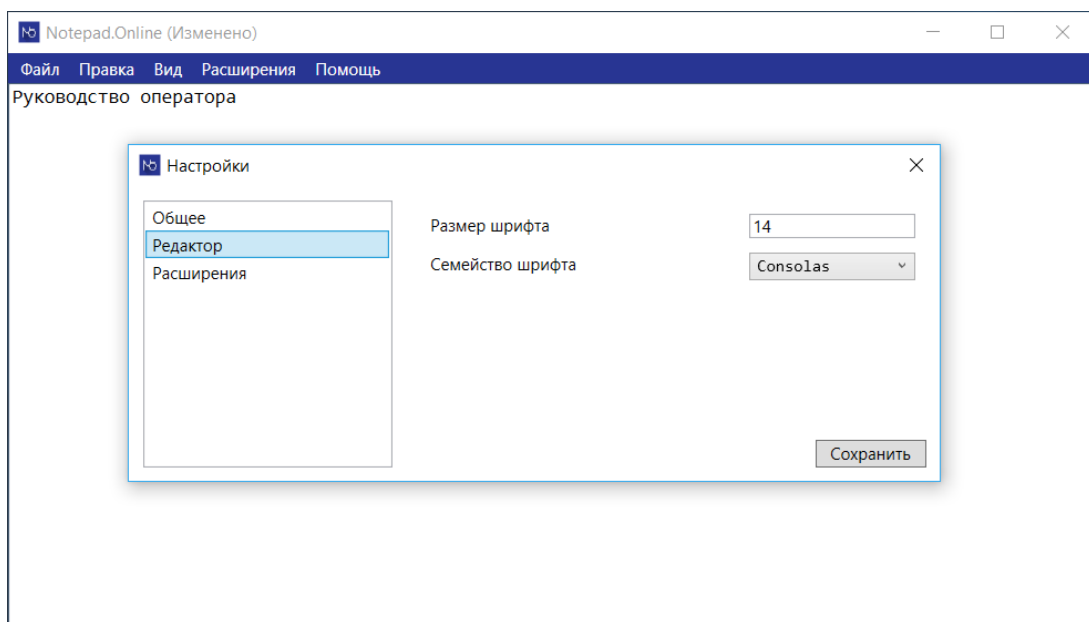 Notepad.Online (Изменено)
Файл Правка Вид Расширения Помощь
Руководство оператора
Настройки
Общее
Редактор
Расширения
Размер шрифта 14
Семейство шрифта Consolas
Сохранить